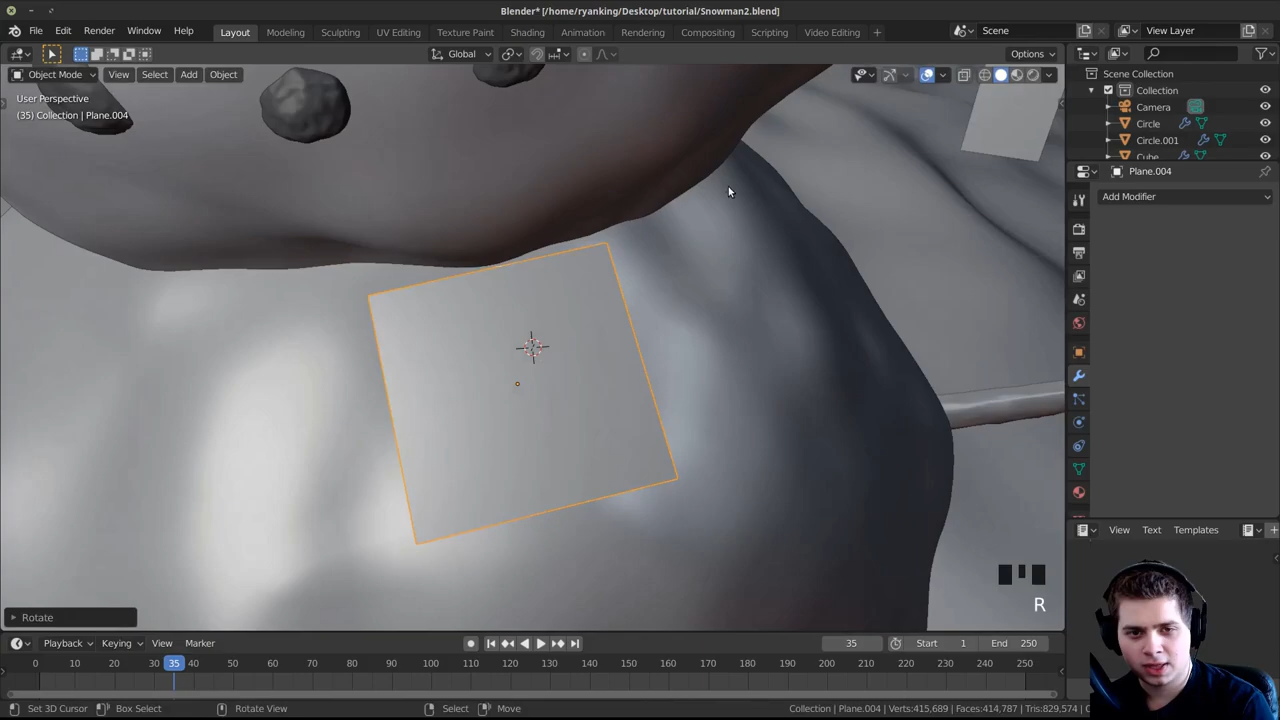 Blender* [/home/ryanking/Desktop/tutorial/Snowman2.blend]
File Edit Render Window Help Layout Modeling Sculpting UV Editing Texture Paint Shading Animation Rendering Compositing Scripting Video Editing + Scene View Layer
Global Options
Object Mode View Select Add Object
Scene Collection
User Perspective
Collection
(35) Collection | Plane.004
Camera
Circle
Circle.001
Cube
Plane.004
Add Modifier
View Text Templates
R
Rotate
Playback Keying View Marker 35 Start 1 End 250
0 10 20 30 35 40 50 60 70 80 90 100 110 120 130 140 150 160 170 180 190 200 210 220 230 240 250
Set 3D Cursor Box Select Rotate View Select Move Collection | Plane.004 | Verts:415,689 | Faces:414,787 | Tris:829,574 |